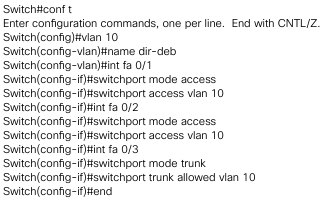 Switch#conf t
Enter configuration commands, one per line.  End with CNTL/Z.
Switch(config)#vlan 10
Switch(config-vlan)#name dir-deb
Switch(config-vlan)#int fa 0/1
Switch(config-if)#switchport mode access
Switch(config-if)#switchport access vlan 10
Switch(config-if)#int fa 0/2
Switch(config-if)#switchport mode access
Switch(config-if)#switchport access vlan 10
Switch(config-if)#int fa 0/3
Switch(config-if)#switchport mode trunk
Switch(config-if)#switchport trunk allowed vlan 10
Switch(config-if)#end